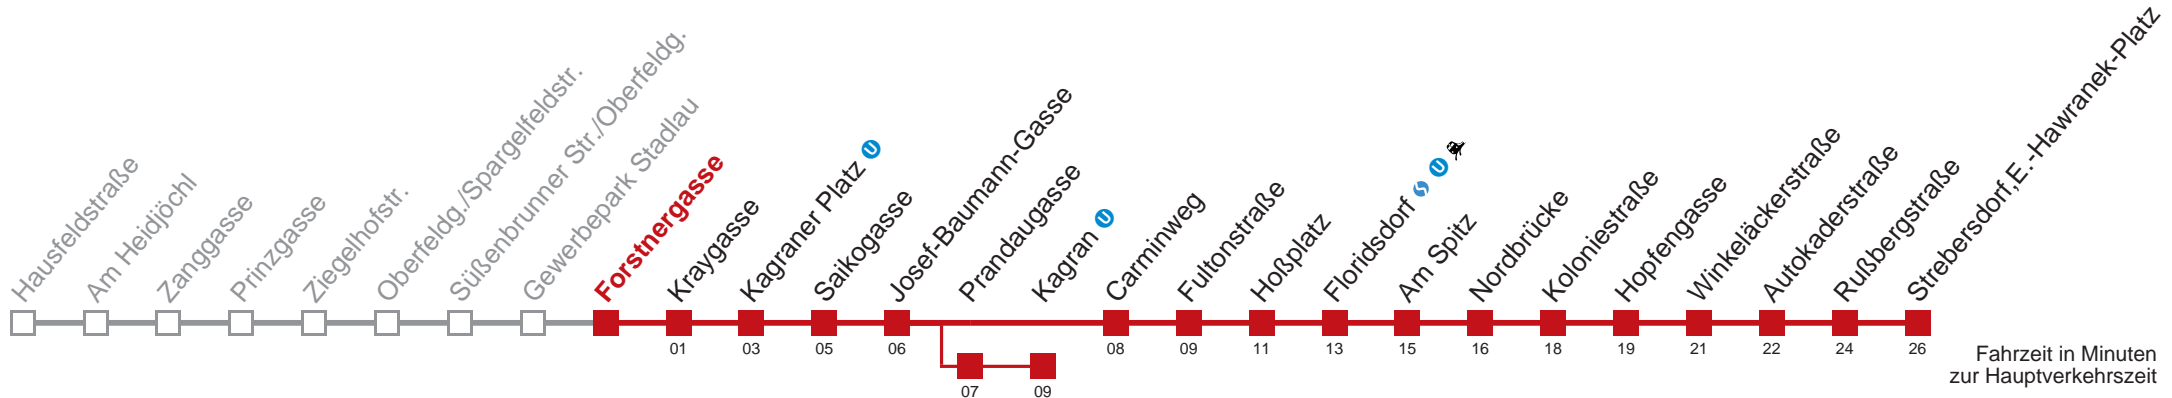 Hausfeldstraße
Am Heidjöchl
Zanggasse
Prinzgasse
Ziegelhofstr.
Oberfeldg./Spargelfeldstr.
Süßenbrunner Str./Oberfeldg.
Gewerbepark Stadlau
Forstnergasse
Kraygasse
Kagraner Platz U
Saikogasse
Josef-Baumann-Gasse
Prandaugasse
Kagran U
Carminweg
Fultonstraße
Hoßplatz
Floridsdorf S U
Am Spitz
Nordbrücke
Koloniestraße
Hopfengasse
Winkeläckerstraße
Autokaderstraße
Rußbergstraße
Strebersdorf,E.-Hawranek-Platz
01 03 05 06 08 09 11 13 15 16 18 19 21 22 24 26
07 09
Fahrzeit in Minuten
zur Hauptverkehrszeit